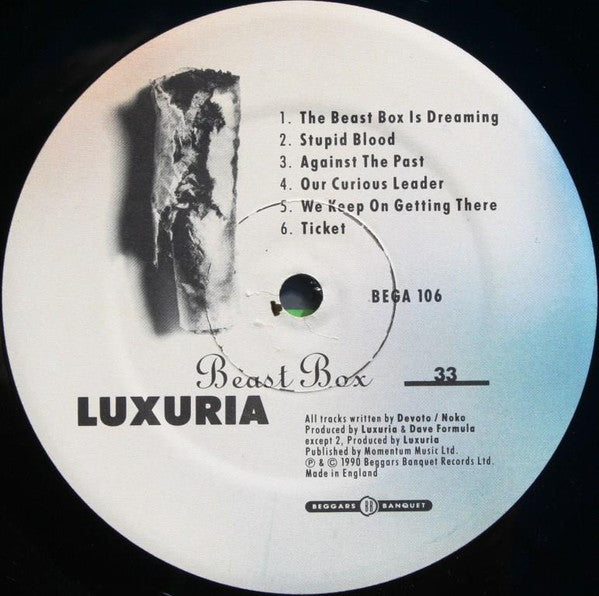 1. The Beast Box Is Dreaming
2. Stupid Blood
3. Against The Past
4. Our Curious Leader
5. We Keep On Getting There
6. Ticket
BEGA 106
Beast Box
33
LUXURIA
All tracks written by Devoto / Noko
Produced by Luxuria & Dave Formula
except 2, Produced by Luxuria
Published by Momentum Music Ltd.
Ⓟ & © 1990 Beggars Banquet Records Ltd.
Made in England
BEGGARS BB BANQUET